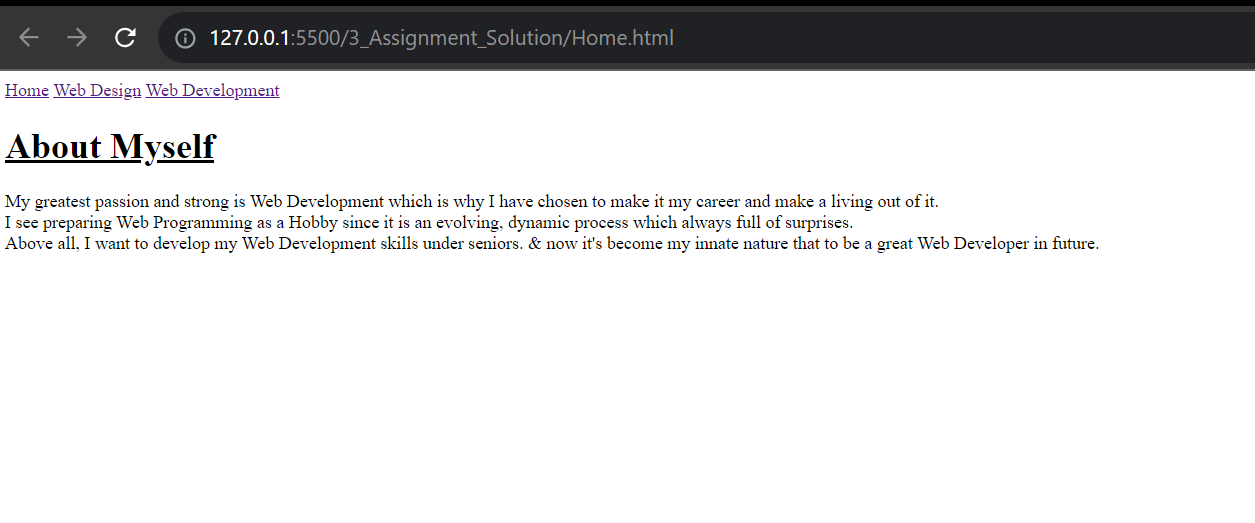 127.0.0.1:5500/3_Assignment_Solution/Home.html
Home Web Design Web Development
About Myself
My greatest passion and strong is Web Development which is why I have chosen to make it my career and make a living out of it.
I see preparing Web Programming as a Hobby since it is an evolving, dynamic process which always full of surprises.
Above all, I want to develop my Web Development skills under seniors. & now it's become my innate nature that to be a great Web Developer in future.